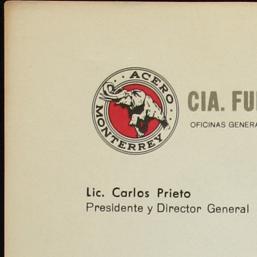 ACERO
MONTERREY
CIA. FU
OFICINAS GENERA
Lic. Carlos Prieto
Presidente y Director General